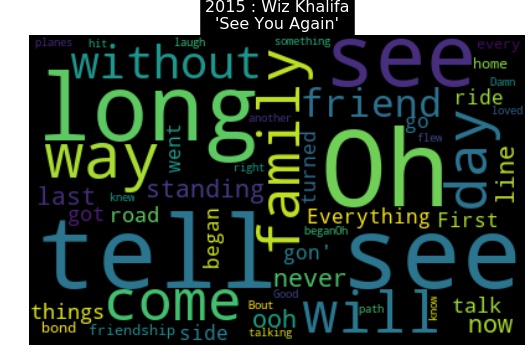 2015 : Wiz Khalifa
'See You Again'
planes hit laugh something every
without see home
long family friend Damn
another go ride loved
way went turned flew day line
right
last standing
knew Everything First
got road began Oh
beganOh
tell gon' see
never
come Good will
things Bout path know talk
bond friendship side ooh talking now